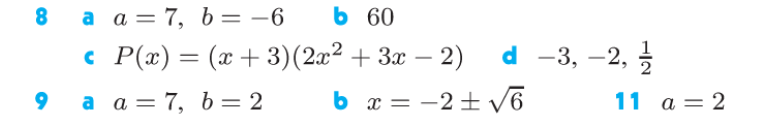 8 a a = 7, b = −6 b 60
c P(x) = (x + 3)(2x² + 3x − 2) d −3, −2, 1/2
9 a a = 7, b = 2 b x = −2 ± √6 11 a = 2